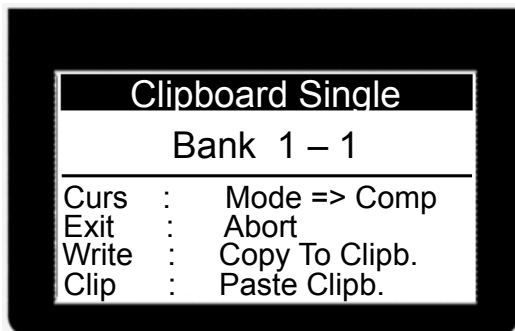 Clipboard Single
Bank 1 – 1
Curs : Mode => Comp
Exit : Abort
Write : Copy To Clipb.
Clip : Paste Clipb.